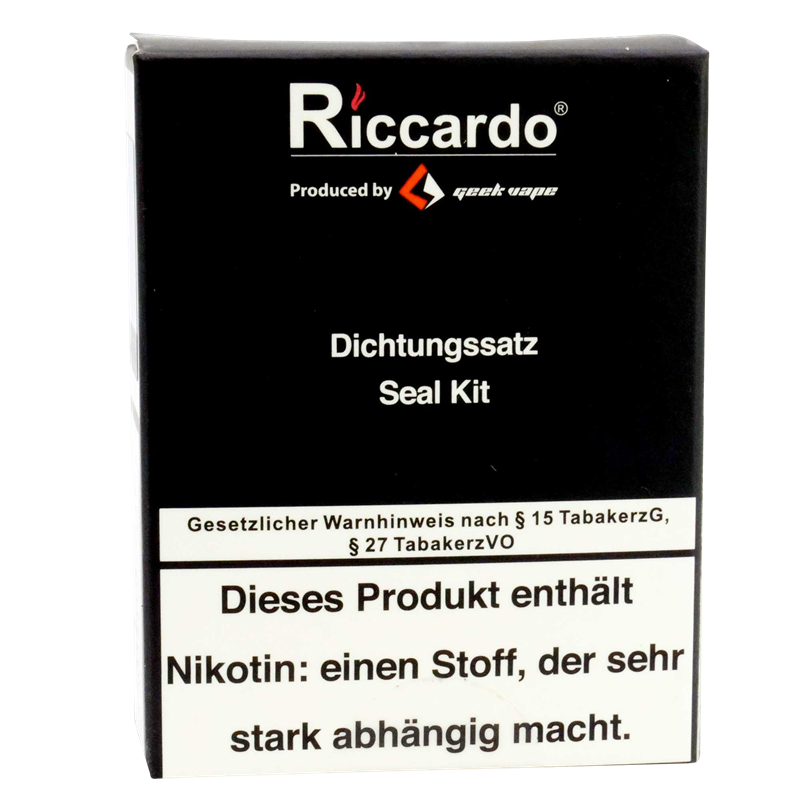 Riccardo®
Produced by geek vape
Dichtungssatz
Seal Kit
Gesetzlicher Warnhinweis nach § 15 TabakerzG,
§ 27 TabakerzVO
Dieses Produkt enthält
Nikotin: einen Stoff, der sehr
stark abhängig macht.